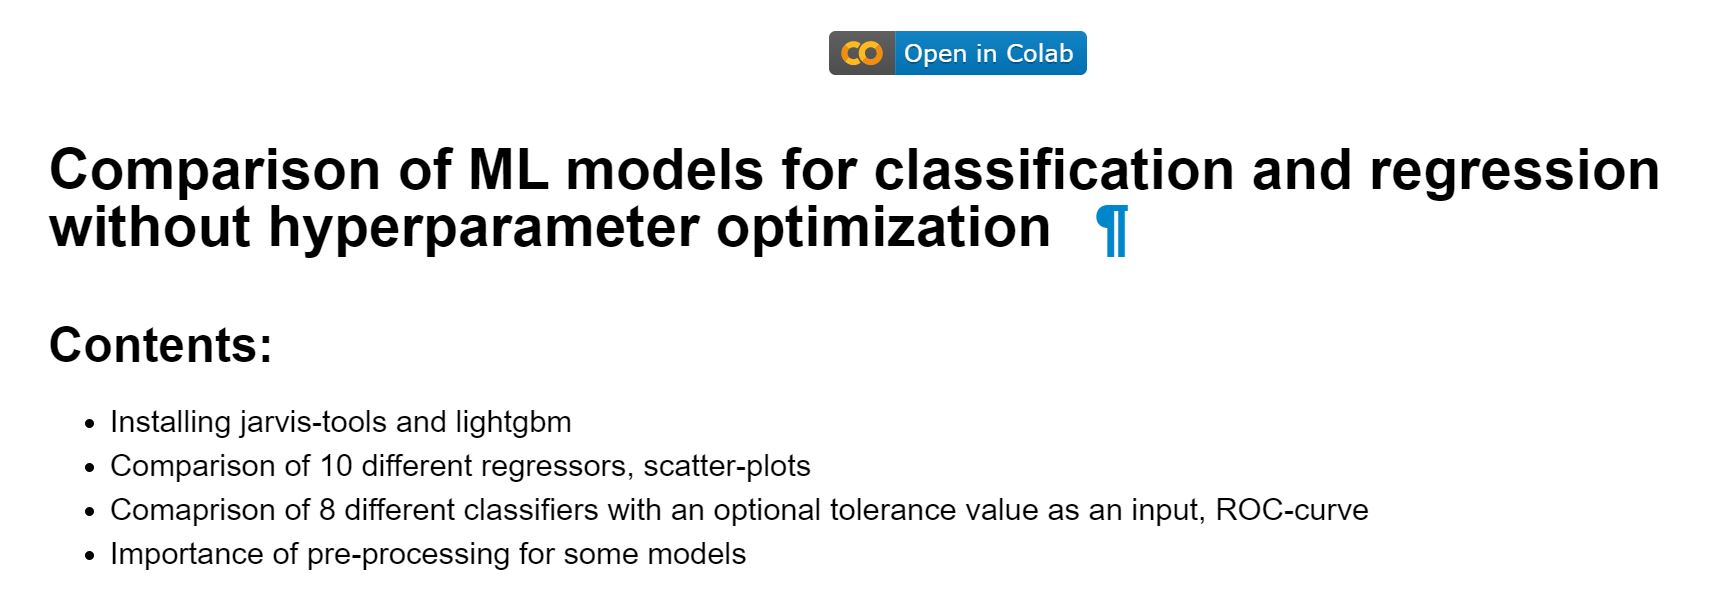 Open in Colab
Comparison of ML models for classification and regression
without hyperparameter optimization ¶
Contents:
• Installing jarvis-tools and lightgbm
• Comparison of 10 different regressors, scatter-plots
• Comaprison of 8 different classifiers with an optional tolerance value as an input, ROC-curve
• Importance of pre-processing for some models